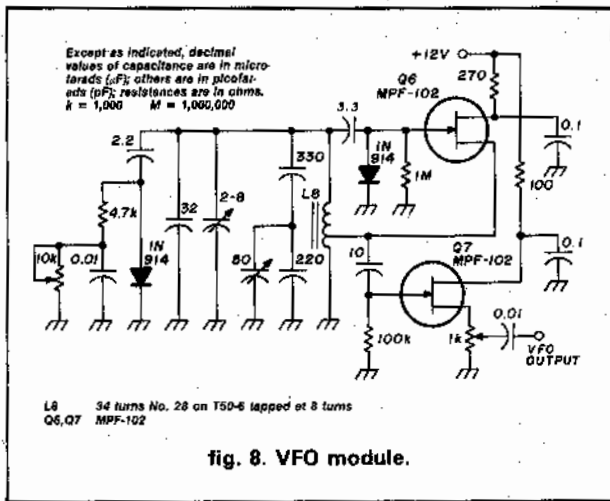 Except as indicated, decimal
values of capacitance are in micro-
farads (µF); others are in picofar-
ads (pF); resistances are in ohms.
k = 1,000 M = 1,000,000
+12V
Q6
MPF-102
270
0.1
3.3
2.2
330
1N
914
1M
L8
100
4.7k
32
2-8
10k
0.01
1N
914
80
220
10
Q7
MPF-102
0.1
100k
1k
0.01
VFO
OUTPUT
L8 34 turns No. 28 on T50-6 tapped at 8 turns
Q6,Q7 MPF-102
fig. 8. VFO module.